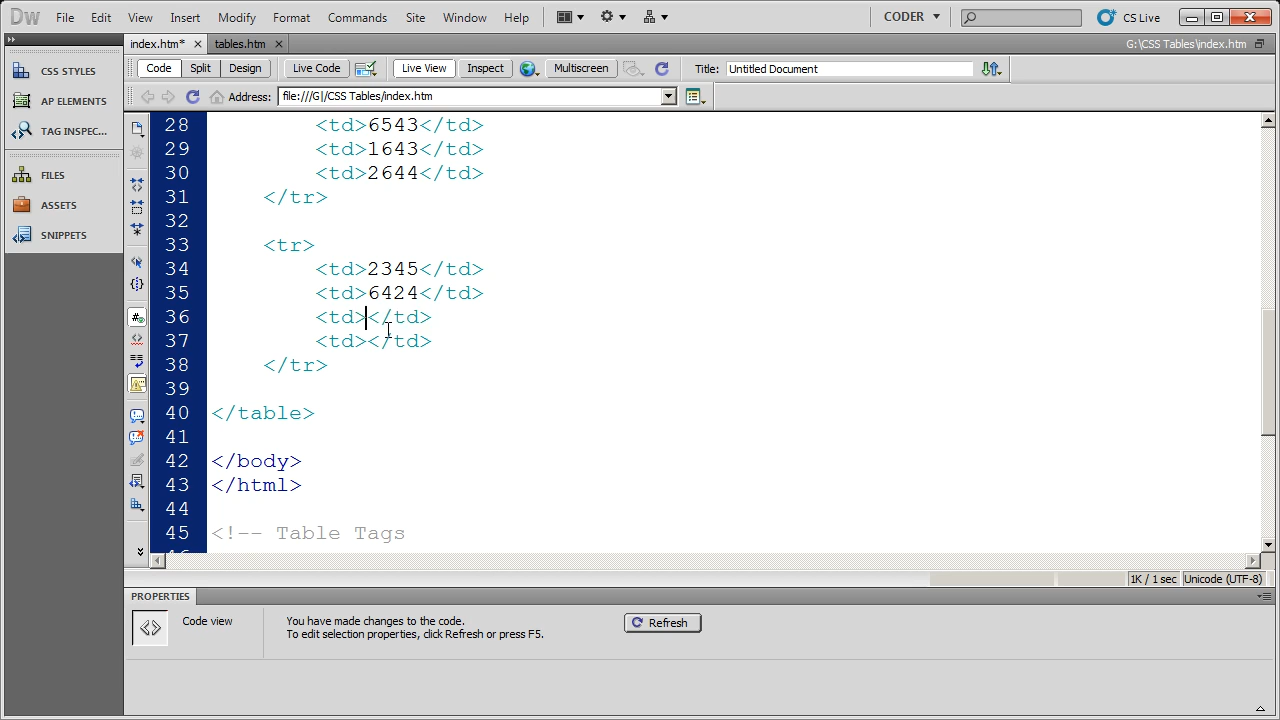 Dw File Edit View Insert Modify Format Commands Site Window Help CODER CS Live
index.htm* × tables.htm × G:\CSS Tables\index.htm
Code Split Design Live Code Live View Inspect Multiscreen Title: Untitled Document
Address: file:///G|/CSS Tables/index.htm
CSS STYLES
AP ELEMENTS
TAG INSPEC...
FILES
ASSETS
SNIPPETS
28 <td>6543</td>
29 <td>1643</td>
30 <td>2644</td>
31 </tr>
32
33 <tr>
34 <td>2345</td>
35 <td>6424</td>
36 <td></td>
37 <td></td>
38 </tr>
39
40 </table>
41
42 </body>
43 </html>
44
45 <!-- Table Tags
46
1K / 1 sec Unicode (UTF-8)
PROPERTIES
Code view
You have made changes to the code.
To edit selection properties, click Refresh or press F5.
Refresh